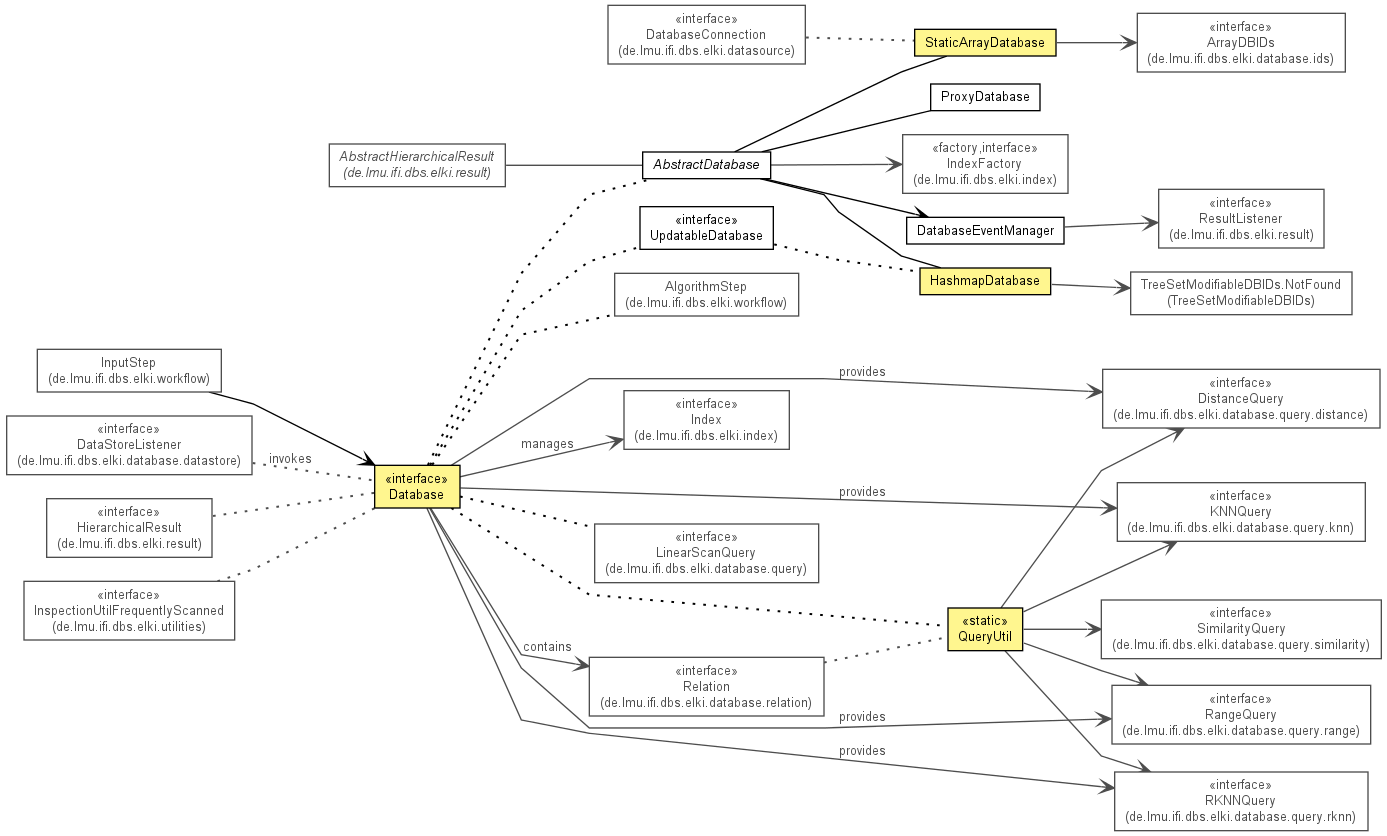 «interface»
DatabaseConnection
(de.lmu.ifi.dbs.elki.datasource)
StaticArrayDatabase
«interface»
ArrayDBIDs
(de.lmu.ifi.dbs.elki.database.ids)
ProxyDatabase
AbstractHierarchicalResult
(de.lmu.ifi.dbs.elki.result)
AbstractDatabase
«factory,interface»
IndexFactory
(de.lmu.ifi.dbs.elki.index)
«interface»
UpdatableDatabase
DatabaseEventManager
«interface»
ResultListener
(de.lmu.ifi.dbs.elki.result)
HashmapDatabase
TreeSetModifiableDBIDs.NotFound
(TreeSetModifiableDBIDs)
AlgorithmStep
(de.lmu.ifi.dbs.elki.workflow)
InputStep
(de.lmu.ifi.dbs.elki.workflow)
provides
«interface»
DistanceQuery
(de.lmu.ifi.dbs.elki.database.query.distance)
«interface»
Index
(de.lmu.ifi.dbs.elki.index)
manages
«interface»
DataStoreListener
(de.lmu.ifi.dbs.elki.database.datastore)
invokes
«interface»
Database
provides
«interface»
KNNQuery
(de.lmu.ifi.dbs.elki.database.query.knn)
«interface»
HierarchicalResult
(de.lmu.ifi.dbs.elki.result)
«interface»
LinearScanQuery
(de.lmu.ifi.dbs.elki.database.query)
«interface»
InspectionUtilFrequentlyScanned
(de.lmu.ifi.dbs.elki.utilities)
«static»
QueryUtil
«interface»
SimilarityQuery
(de.lmu.ifi.dbs.elki.database.query.similarity)
contains
«interface»
Relation
(de.lmu.ifi.dbs.elki.database.relation)
provides
«interface»
RangeQuery
(de.lmu.ifi.dbs.elki.database.query.range)
provides
«interface»
RKNNQuery
(de.lmu.ifi.dbs.elki.database.query.rknn)